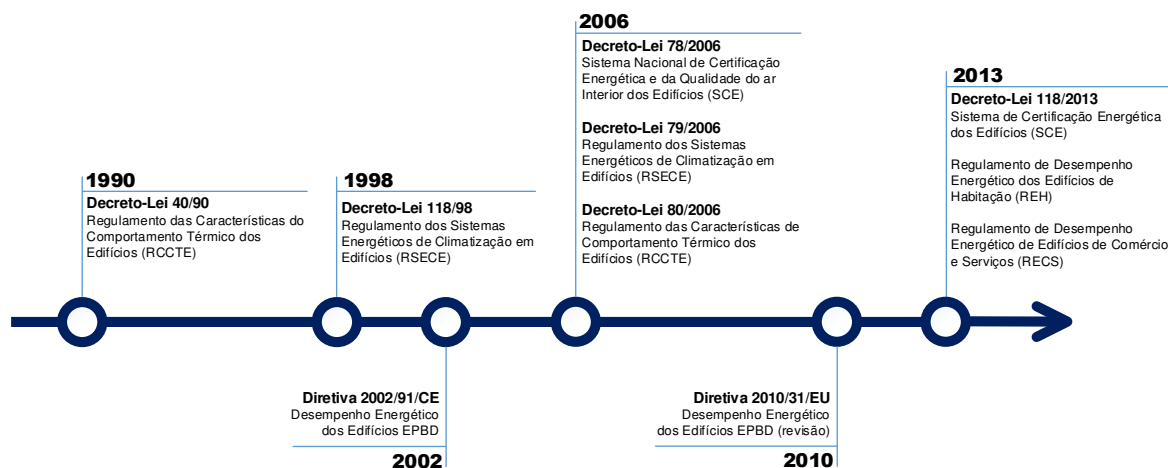 1990
Decreto-Lei 40/90
Regulamento das Características do
Comportamento Térmico dos
Edifícios (RCCTE)
1998
Decreto-Lei 118/98
Regulamento dos Sistemas
Energéticos de Climatização em
Edifícios (RSECE)
2006
Decreto-Lei 78/2006
Sistema Nacional de Certificação
Energética e da Qualidade do ar
Interior dos Edifícios (SCE)
Decreto-Lei 79/2006
Regulamento dos Sistemas
Energéticos de Climatização em
Edifícios (RSECE)
Decreto-Lei 80/2006
Regulamento das Características de
Comportamento Térmico dos
Edifícios (RCCTE)
2013
Decreto-Lei 118/2013
Sistema de Certificação Energética
dos Edifícios (SCE)
Regulamento de Desempenho
Energético dos Edifícios de
Habitação (REH)
Regulamento de Desempenho
Energético de Edifícios de Comércio
e Serviços (RECS)
Diretiva 2002/91/CE
Desempenho Energético
dos Edifícios EPBD
2002
Diretiva 2010/31/EU
Desempenho Energético
dos Edifícios EPBD (revisão)
2010